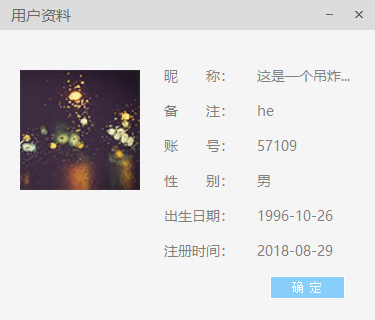 用户资料
昵 称： 这是一个吊炸...
备 注： he
账 号： 57109
性 别： 男
出生日期： 1996-10-26
注册时间： 2018-08-29
确 定